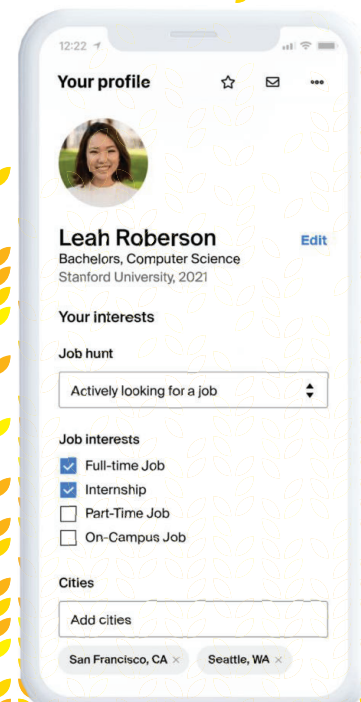 12:22
Your profile
Leah Roberson
Edit
Bachelors, Computer Science
Stanford University, 2021
Your interests
Job hunt
Actively looking for a job
Job interests
Full-time Job
Internship
Part-Time Job
On-Campus Job
Cities
Add cities
San Francisco, CA × Seattle, WA ×